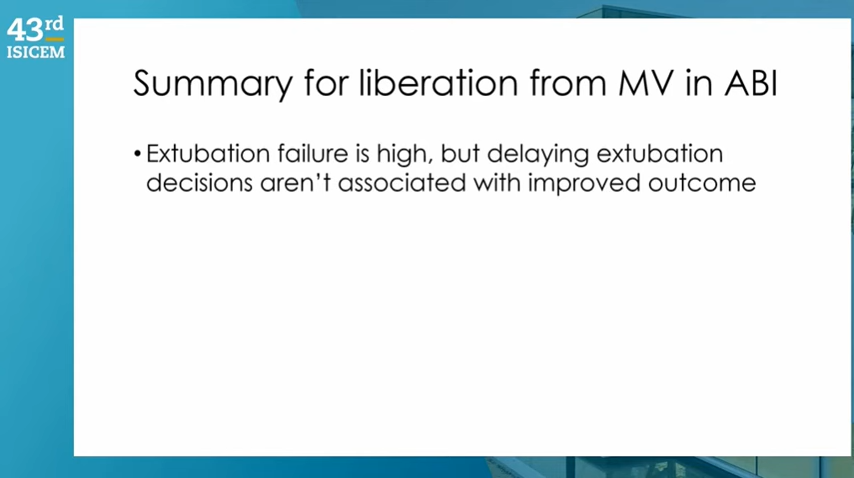 43rd
ISICEM
Summary for liberation from MV in ABI
• Extubation failure is high, but delaying extubation
decisions aren't associated with improved outcome